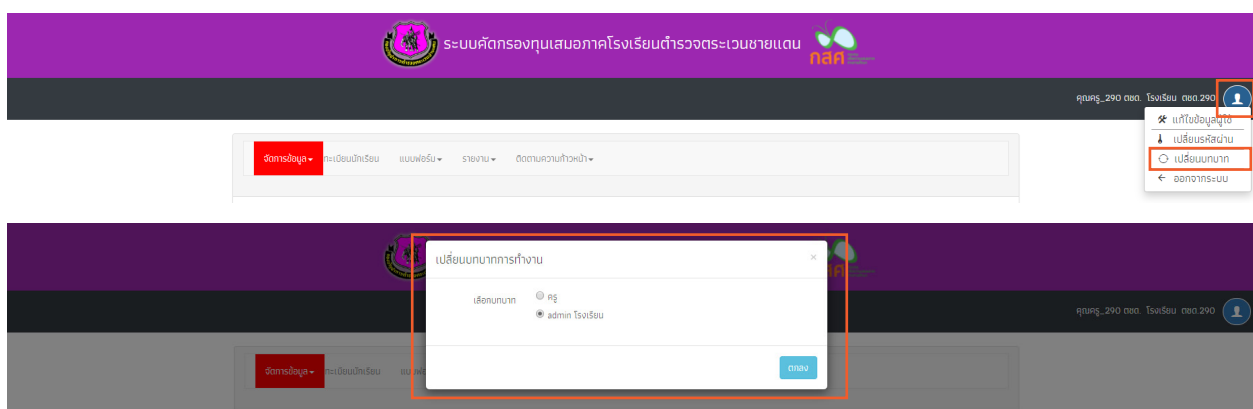 ระบบคัดกรองทุนเสมอภาคโรงเรียนตำรวจตระเวนชายแดน
กสศ
คุณครู_290 ตชด. โรงเรียน ตชด.290
แก้ไขข้อมูลผู้ใช้
เปลี่ยนรหัสผ่าน
เปลี่ยนบทบาท
ออกจากระบบ
จัดการข้อมูล ทะเบียนนักเรียน แบบฟอร์ม รายงาน ติดตามความก้าวหน้า
เปลี่ยนบทบาทการทำงาน ×
เลือกบทบาท ครู
admin โรงเรียน
คุณครู_290 ตชด. โรงเรียน ตชด.290
ตกลง
จัดการข้อมูล ทะเบียนนักเรียน